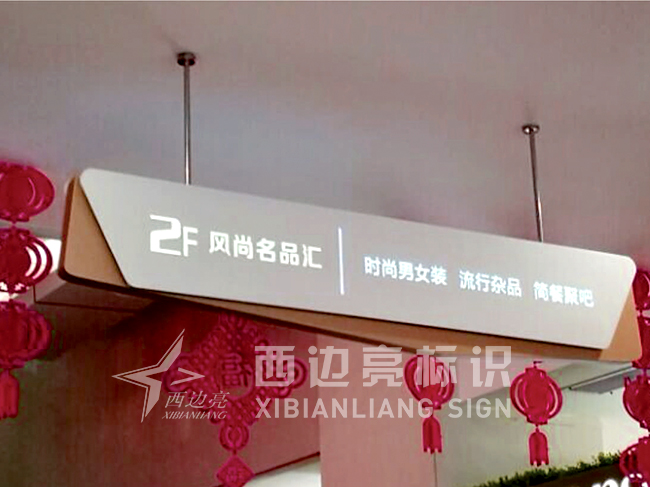 2F 风尚名品汇
时尚男女装 流行杂品 简餐聚吧
西边亮标识
XIBIANLIANG SIGN
西边亮
XIBIANLIANG